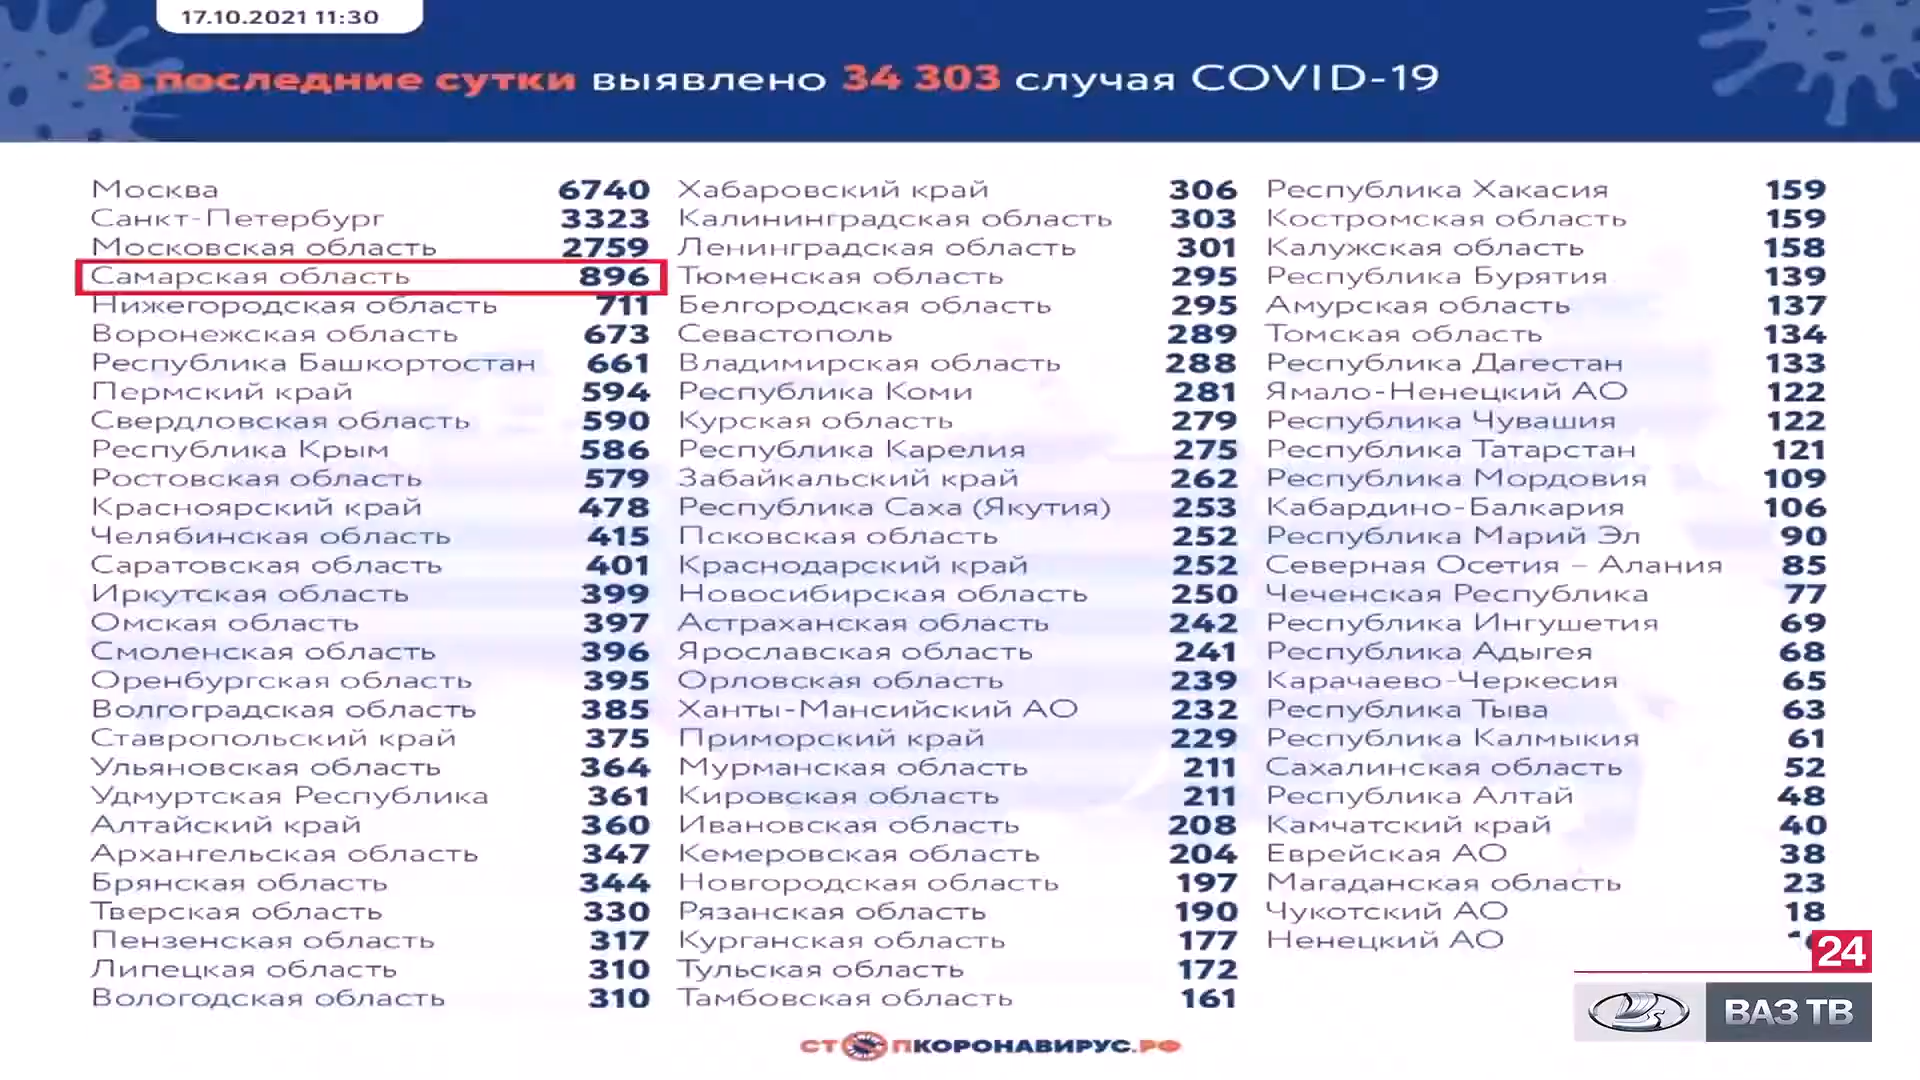 17.10.2021 11:30
За последние сутки выявлено 34 303 случая COVID-19
Москва 6740
Санкт-Петербург 3323
Московская область 2759
Самарская область 896
Нижегородская область 711
Воронежская область 673
Республика Башкортостан 661
Пермский край 594
Свердловская область 590
Республика Крым 586
Ростовская область 579
Красноярский край 478
Челябинская область 415
Саратовская область 401
Иркутская область 399
Омская область 397
Смоленская область 396
Оренбургская область 395
Волгоградская область 385
Ставропольский край 375
Ульяновская область 364
Удмуртская Республика 361
Алтайский край 360
Архангельская область 347
Брянская область 344
Тверская область 330
Пензенская область 317
Липецкая область 310
Вологодская область 310
Хабаровский край 306
Калининградская область 303
Ленинградская область 301
Тюменская область 295
Белгородская область 295
Севастополь 289
Владимирская область 288
Республика Коми 281
Курская область 279
Республика Карелия 275
Забайкальский край 262
Республика Саха (Якутия) 253
Псковская область 252
Краснодарский край 252
Новосибирская область 250
Астраханская область 242
Ярославская область 241
Орловская область 239
Ханты-Мансийский АО 232
Приморский край 229
Мурманская область 211
Кировская область 211
Ивановская область 208
Кемеровская область 204
Новгородская область 197
Рязанская область 190
Курганская область 177
Тульская область 172
Тамбовская область 161
Республика Хакасия 159
Костромская область 159
Калужская область 158
Республика Бурятия 139
Амурская область 137
Томская область 134
Республика Дагестан 133
Ямало-Ненецкий АО 122
Республика Чувашия 122
Республика Татарстан 121
Республика Мордовия 109
Кабардино-Балкария 106
Республика Марий Эл 90
Северная Осетия – Алания 85
Чеченская Республика 77
Республика Ингушетия 69
Республика Адыгея 68
Карачаево-Черкесия 65
Республика Тыва 63
Республика Калмыкия 61
Сахалинская область 52
Республика Алтай 48
Камчатский край 40
Еврейская АО 38
Магаданская область 23
Чукотский АО 18
Ненецкий АО
24
ВАЗ ТВ
СТОПКОРОНАВИРУС.РФ